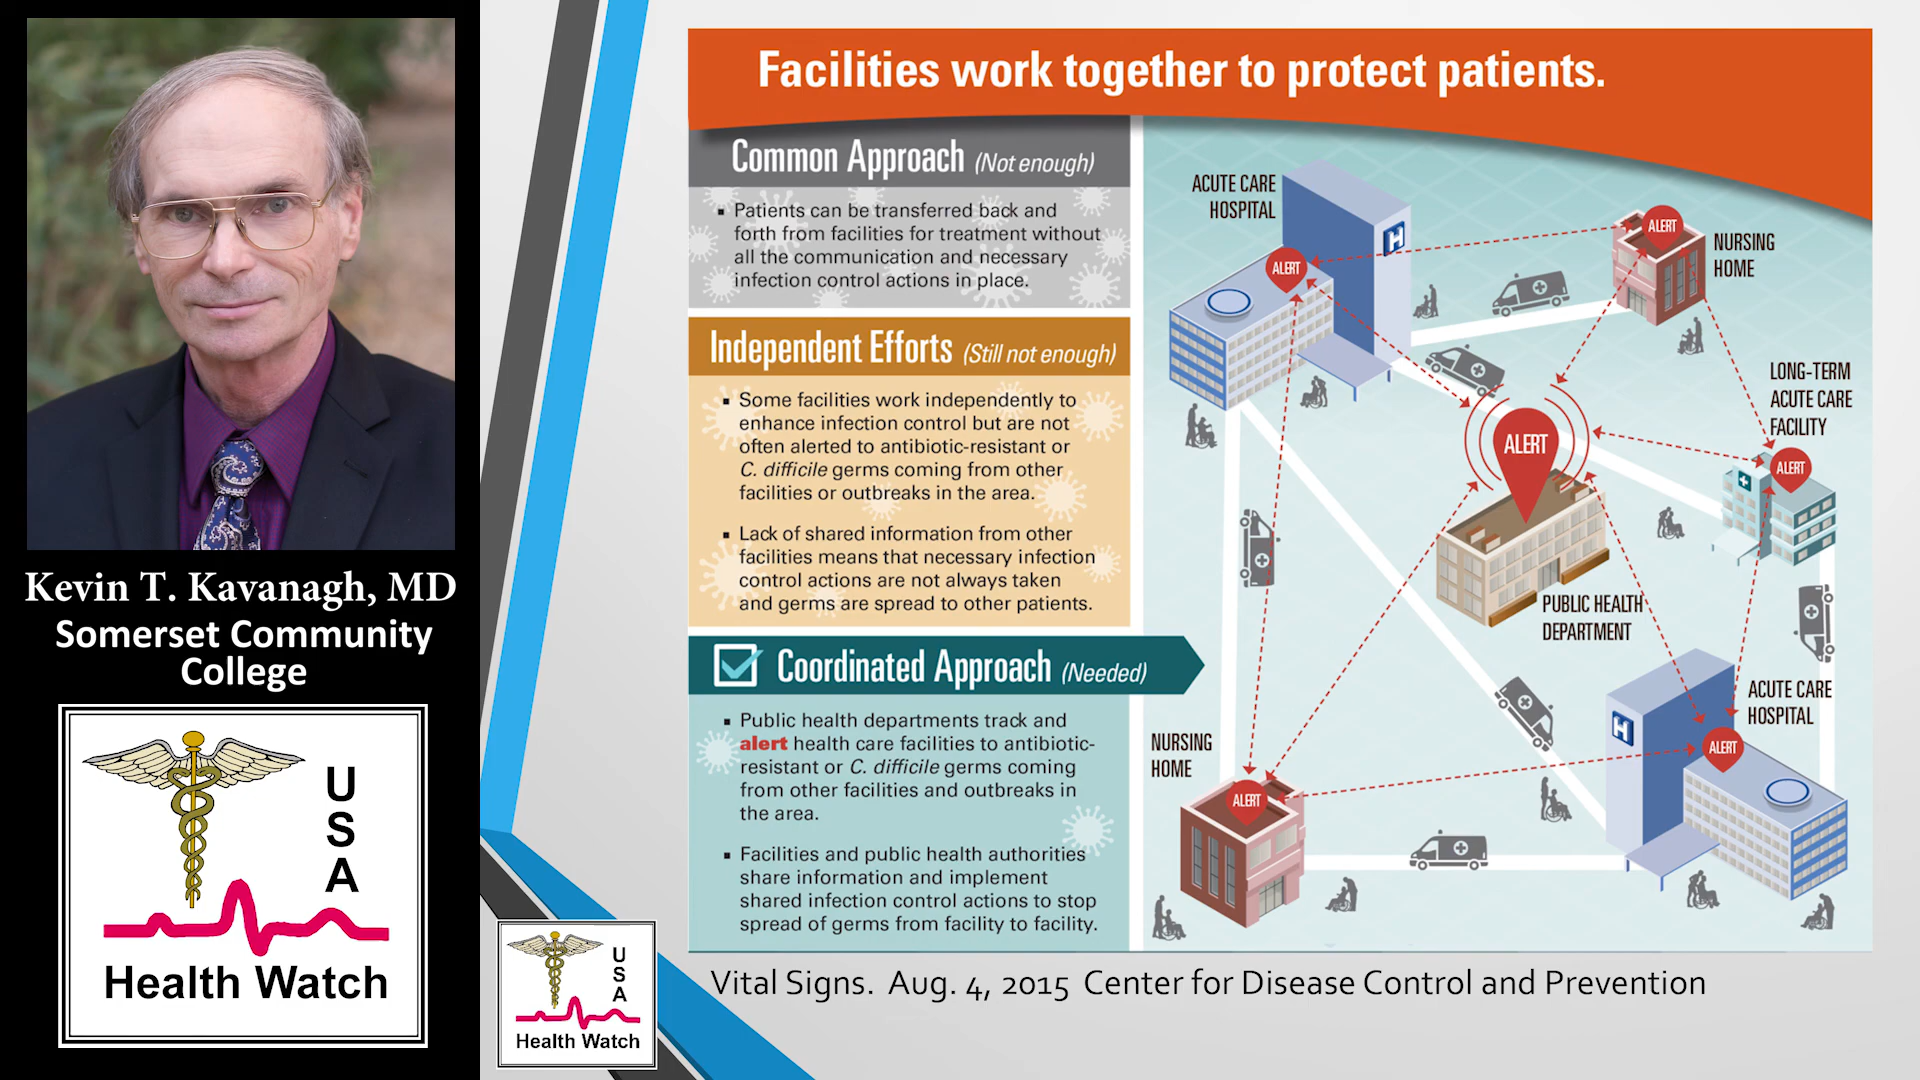 Kevin T. Kavanagh, MD
Somerset Community
College
U
S
A
Health Watch
Facilities work together to protect patients.
Common Approach (Not enough)
▪ Patients can be transferred back and
forth from facilities for treatment without
all the communication and necessary
infection control actions in place.
Independent Efforts (Still not enough)
▪ Some facilities work independently to
enhance infection control but are not
often alerted to antibiotic-resistant or
C. difficile germs coming from other
facilities or outbreaks in the area.
▪ Lack of shared information from other
facilities means that necessary infection
control actions are not always taken
and germs are spread to other patients.
Coordinated Approach (Needed)
▪ Public health departments track and
alert health care facilities to antibiotic-
resistant or C. difficile germs coming
from other facilities and outbreaks in
the area.
▪ Facilities and public health authorities
share information and implement
shared infection control actions to stop
spread of germs from facility to facility.
ACUTE CARE
HOSPITAL
H
ALERT
ALERT
NURSING
HOME
LONG-TERM
ACUTE CARE
FACILITY
ALERT
ALERT
PUBLIC HEALTH
DEPARTMENT
ACUTE CARE
HOSPITAL
H
ALERT
NURSING
HOME
ALERT
U
S
A
Health Watch
Vital Signs. Aug. 4, 2015 Center for Disease Control and Prevention